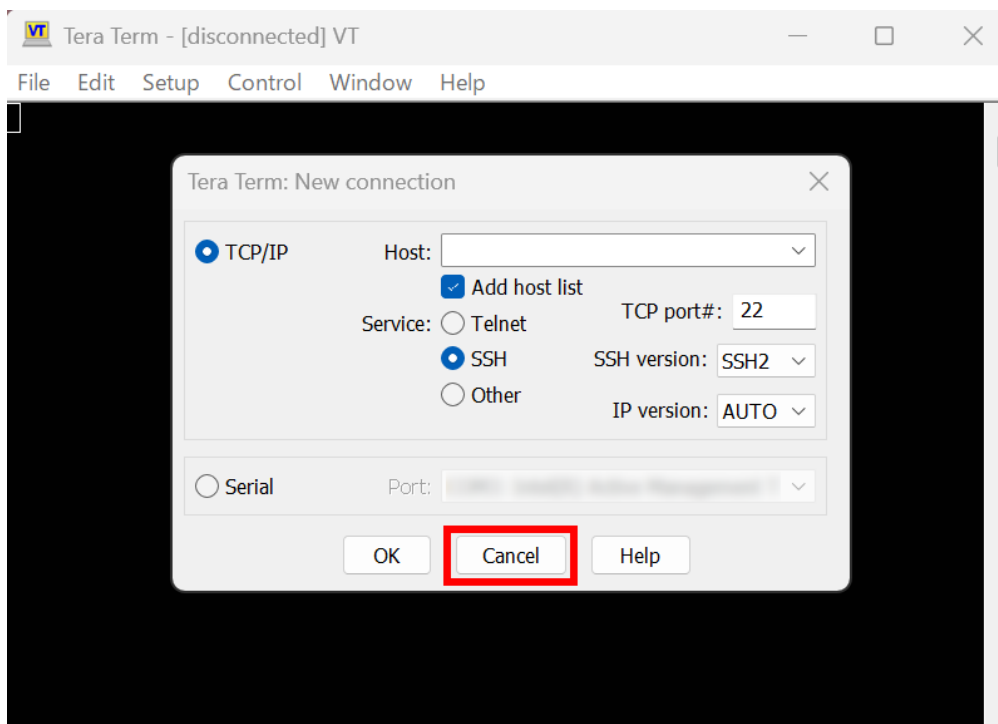 VT Tera Term - [disconnected] VT
File Edit Setup Control Window Help
Tera Term: New connection
TCP/IP Host:
Add host list
TCP port#: 22
Service: Telnet
SSH SSH version: SSH2
Other IP version: AUTO
Serial Port:
OK Cancel Help